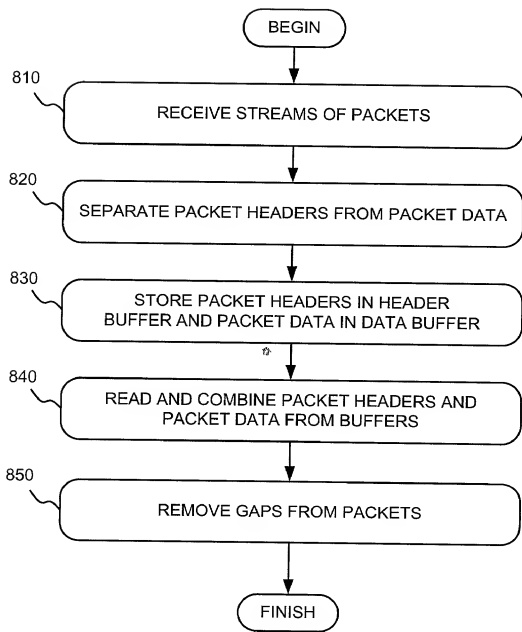 BEGIN
810
RECEIVE STREAMS OF PACKETS
820
SEPARATE PACKET HEADERS FROM PACKET DATA
830
STORE PACKET HEADERS IN HEADER
BUFFER AND PACKET DATA IN DATA BUFFER
840
READ AND COMBINE PACKET HEADERS AND
PACKET DATA FROM BUFFERS
850
REMOVE GAPS FROM PACKETS
FINISH